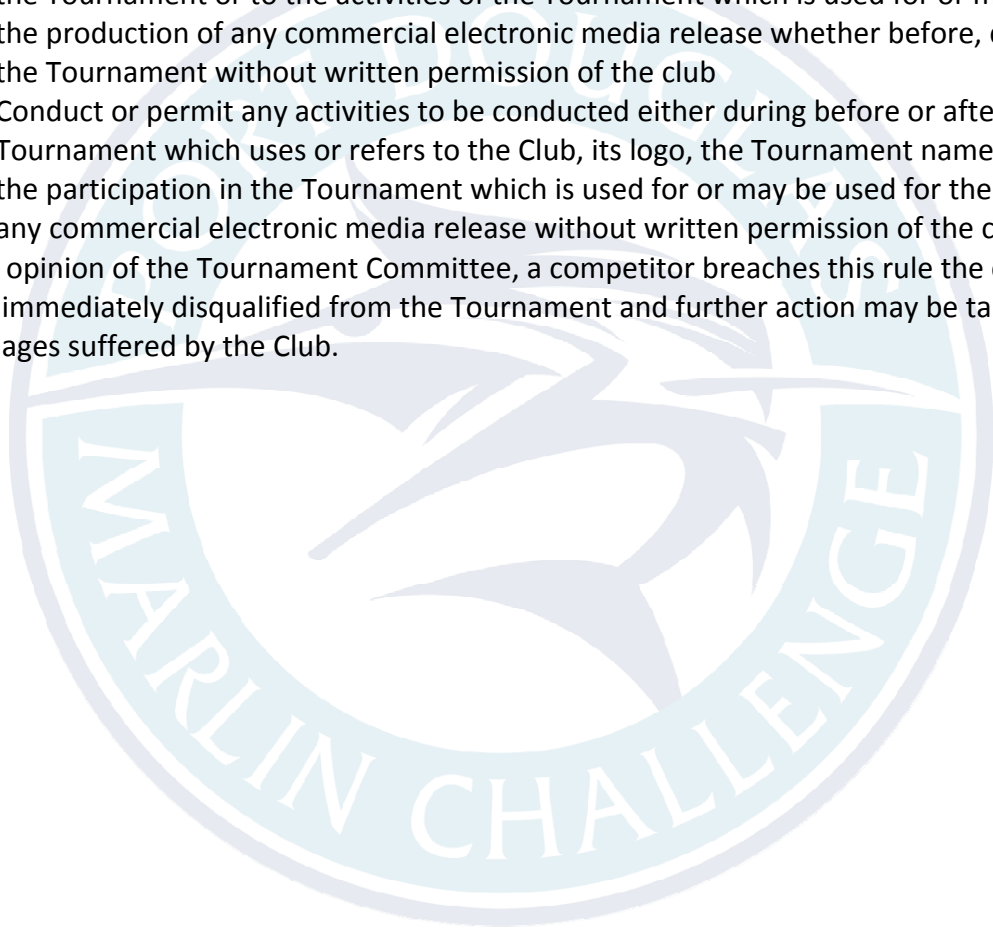 the Tournament or to the activities of the Tournament which is used for or
the production of any commercial electronic media release whether before,
the Tournament without written permission of the club
Conduct or permit any activities to be conducted either during before or
Tournament which uses or refers to the Club, its logo, the Tournament name
the participation in the Tournament which is used for or may be used for the
any commercial electronic media release without written permission of the
opinion of the Tournament Committee, a competitor breaches this rule the
immediately disqualified from the Tournament and further action may be
ages suffered by the Club.
PORT DOUGLAS
MARLIN CHALLENGE